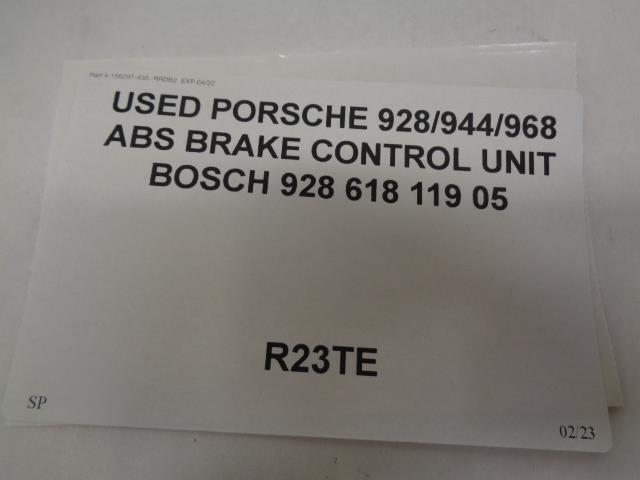 Part # 156297-435 RRDB2 EXP 04/22
USED PORSCHE 928/944/968
ABS BRAKE CONTROL UNIT
BOSCH 928 618 119 05
R23TE
SP
02/23